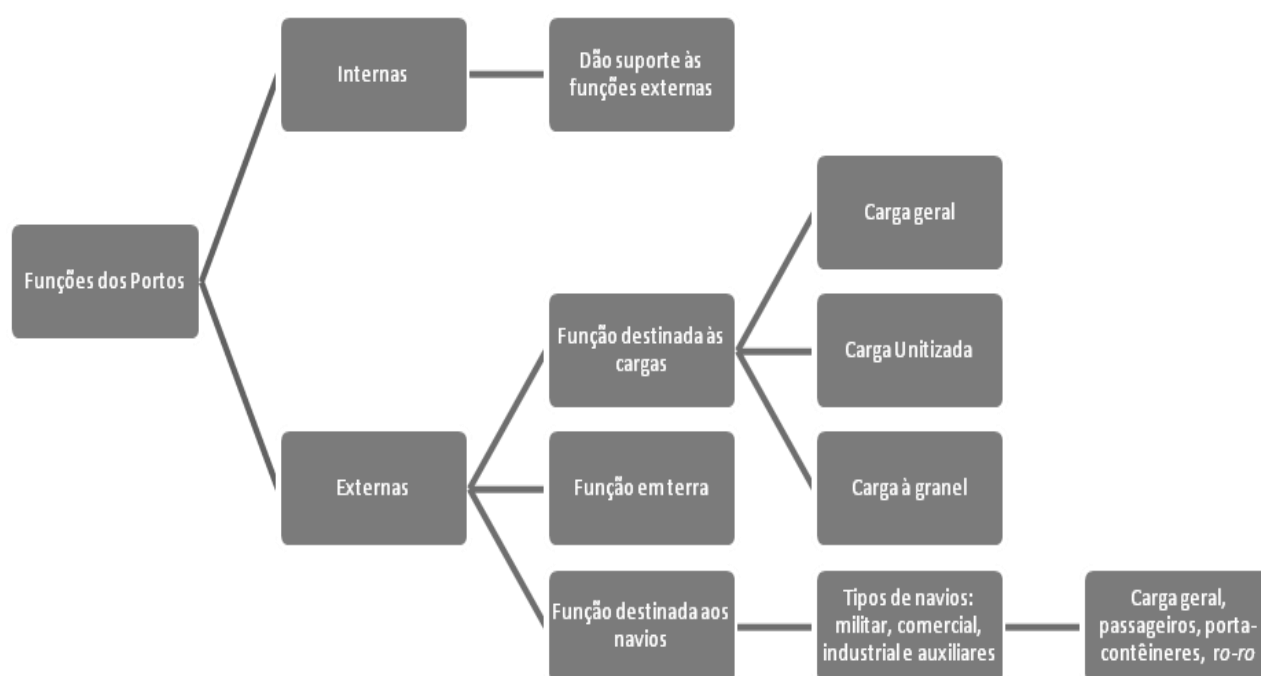 Internas
Dão suporte às
funções externas
Carga geral
Funções dos Portos
Função destinada às
cargas
Carga Unitizada
Externas
Função em terra
Carga à granel
Função destinada aos
navios
Tipos de navios:
militar, comercial,
industrial e auxiliares
Carga geral,
passageiros, porta-
contêineres, ro-ro